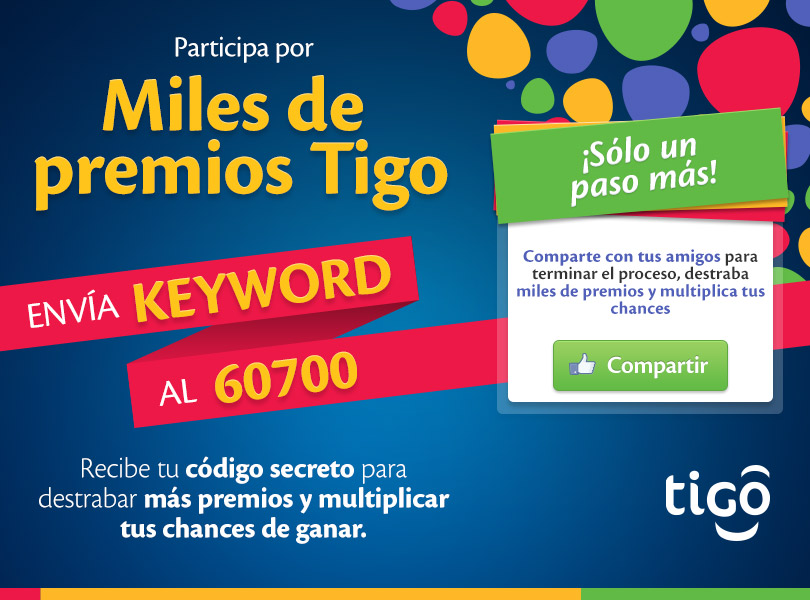 Participa por
Miles de
premios Tigo
ENVÍA KEYWORD
AL 60700
Recibe tu código secreto para
destrabar más premios y multiplicar
tus chances de ganar.
¡Sólo un
paso más!
Comparte con tus amigos para
terminar el proceso, destraba
miles de premios y multiplica tus
chances
Compartir
tigo